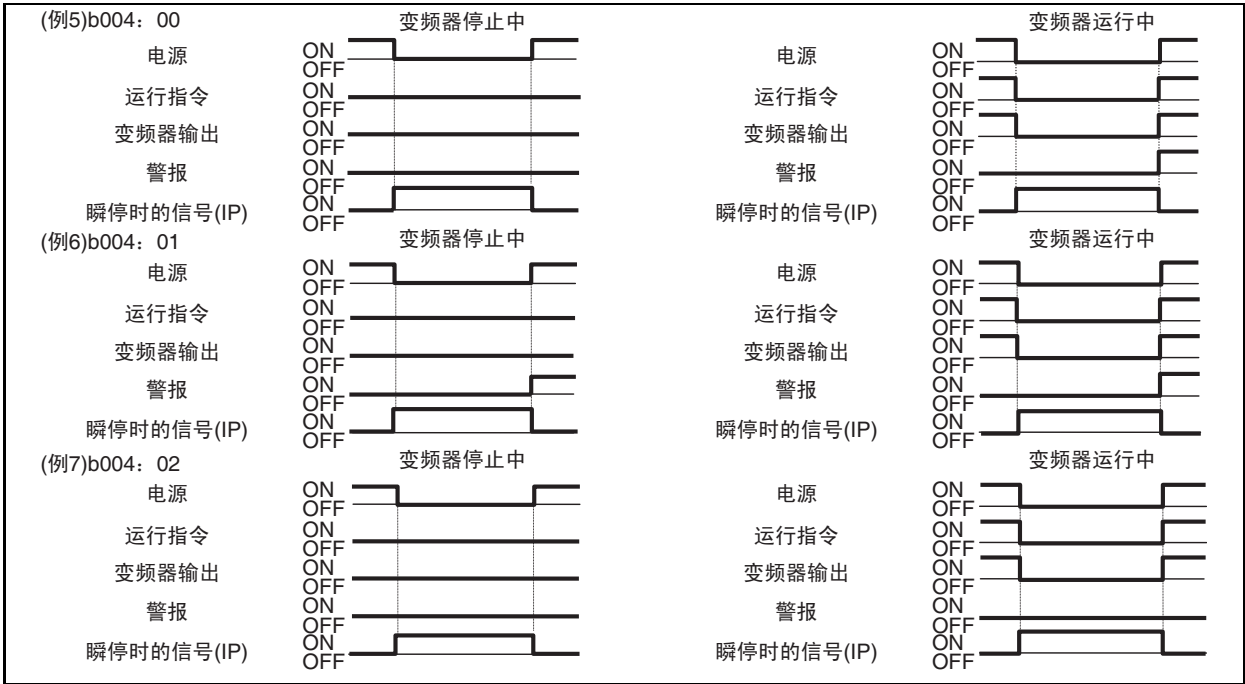 (例5)b004：00 变频器停止中 变频器运行中
电源 ON OFF 电源 ON OFF
运行指令 ON OFF 运行指令 ON OFF
变频器输出 ON OFF 变频器输出 ON OFF
警报 ON OFF 警报 ON OFF
瞬停时的信号(IP) ON OFF 瞬停时的信号(IP) ON OFF
(例6)b004：01 变频器停止中 变频器运行中
电源 ON OFF 电源 ON OFF
运行指令 ON OFF 运行指令 ON OFF
变频器输出 ON OFF 变频器输出 ON OFF
警报 ON OFF 警报 ON OFF
瞬停时的信号(IP) ON OFF 瞬停时的信号(IP) ON OFF
(例7)b004：02 变频器停止中 变频器运行中
电源 ON OFF 电源 ON OFF
运行指令 ON OFF 运行指令 ON OFF
变频器输出 ON OFF 变频器输出 ON OFF
警报 ON OFF 警报 ON OFF
瞬停时的信号(IP) ON OFF 瞬停时的信号(IP) ON OFF